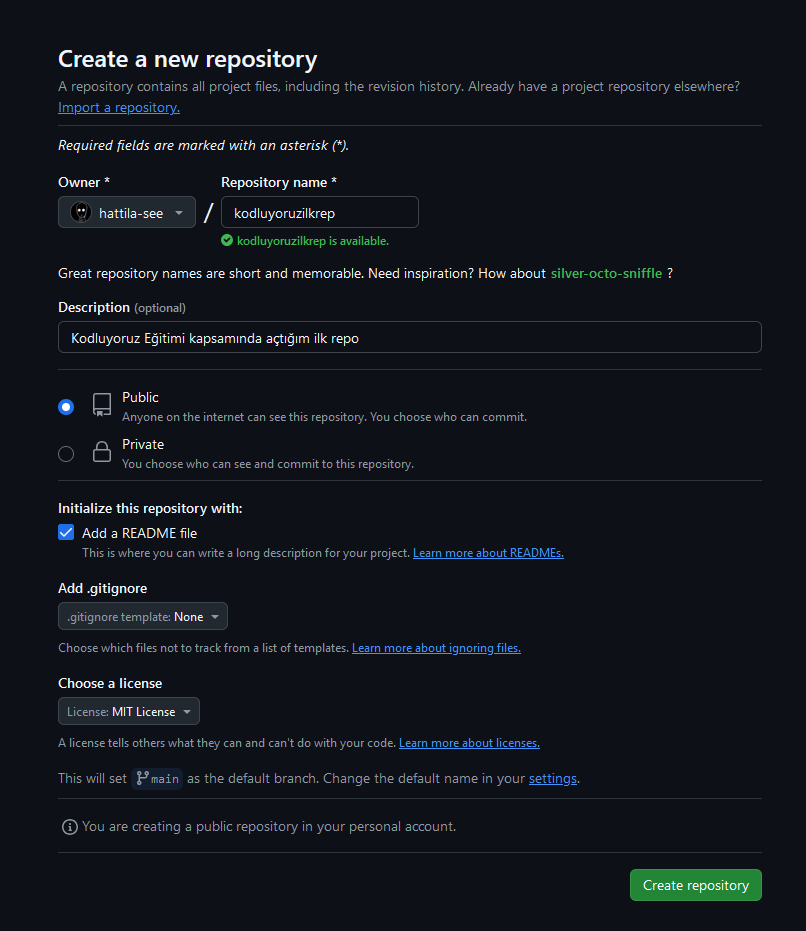 Create a new repository
A repository contains all project files, including the revision history. Already have a project repository elsewhere?
Import a repository.
Required fields are marked with an asterisk (*).
Owner * Repository name *
hattila-see / kodluyoruzilkrep
kodluyoruzilkrep is available.
Great repository names are short and memorable. Need inspiration? How about silver-octo-sniffle ?
Description (optional)
Kodluyoruz Eğitimi kapsamında açtığım ilk repo
Public
Anyone on the internet can see this repository. You choose who can commit.
Private
You choose who can see and commit to this repository.
Initialize this repository with:
Add a README file
This is where you can write a long description for your project. Learn more about READMEs.
Add .gitignore
.gitignore template: None
Choose which files not to track from a list of templates. Learn more about ignoring files.
Choose a license
License: MIT License
A license tells others what they can and can't do with your code. Learn more about licenses.
This will set main as the default branch. Change the default name in your settings.
You are creating a public repository in your personal account.
Create repository